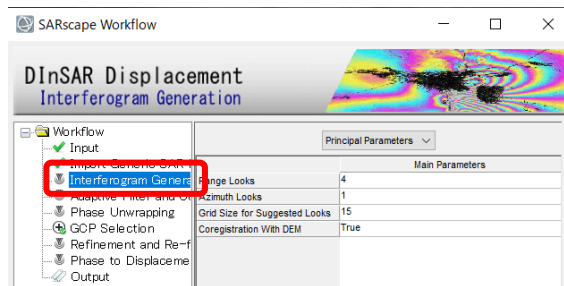 SARscape Workflow
DInSAR Displacement
Interferogram Generation
Principal Parameters
Workflow
Input
Import Generic SAR
Interferogram Genera
Adaptive Filter and
Phase Unwrapping
GCP Selection
Refinement and Re-f
Phase to Displaceme
Output
Main Parameters
Range Looks 4
Azimuth Looks 1
Grid Size for Suggested Looks 15
Coregistration With DEM True